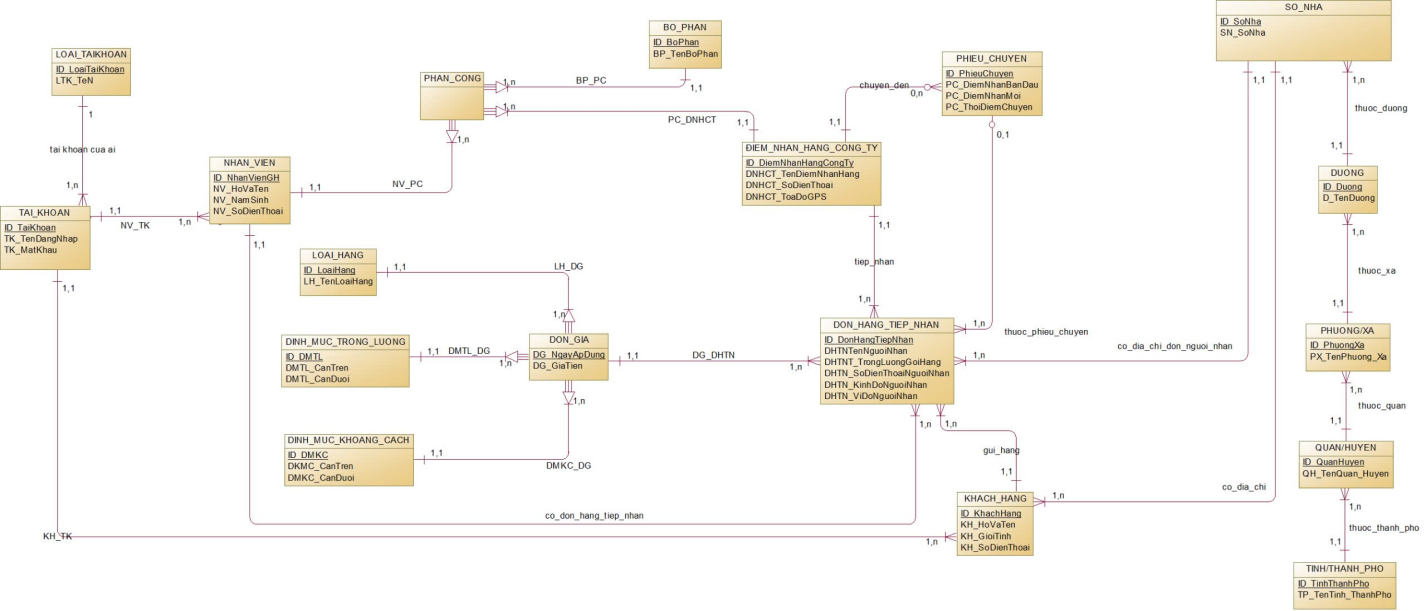 LOAI_TAIKHOAN
ID_LoaiTaiKhoan
LTK_TeN
1
tai khoan cua ai
1,n
TAI_KHOAN
ID_TaiKhoan
TK_TenDangNhap
TK_MatKhau
1,1
NV_TK
1,n
1,1
KH_TK
1,n
NHAN_VIEN
ID_NhanVienGH
NV_HoVaTen
NV_NamSinh
NV_SoDienThoai
1,1
NV_PC
1,n
1,1
co_don_hang_tiep_nhan
1,n
PHAN_CONG
1,n
BP_PC
1,1
BO_PHAN
ID_BoPhan
BP_TenBoPhan
1,n
PC_DNHCT
1,1
PHIEU_CHUYEN
ID_PhieuChuyen
PC_DiemNhanBanDau
PC_DiemNhanMoi
PC_ThoiDiemChuyen
chuyen_den
0,n
1,1
0,1
thuoc_phieu_chuyen
1,n
ĐIEM_NHAN_HANG_CONG_TY
ID_DiemNhanHangCongTy
DNHCT_TenDiemNhanHang
DNHCT_SoDienThoai
DNHCT_ToaDoGPS
1,1
tiep_nhan
1,n
LOAI_HANG
ID_LoaiHang
LH_TenLoaiHang
1,1
LH_DG
1,n
DINH_MUC_TRONG_LUONG
ID_DMTL
DMTL_CanTren
DMTL_CanDuoi
1,1
DMTL_DG
1,n
DON_GIA
DG_NgayApDung
DG_GiaTien
1,1
DG_DHTN
1,n
1,n
DMKC_DG
1,1
DINH_MUC_KHOANG_CACH
ID_DMKC
DKMC_CanTren
DMKC_CanDuoi
DON_HANG_TIEP_NHAN
ID_DonHangTiepNhan
DHTNTenNguoiNhan
DHTNT_TrongLuongGoiHang
DHTN_SoDienThoaiNguoiNhan
DHTN_KinhDoNguoiNhan
DHTN_ViDoNguoiNhan
1,n
gui_hang
1,1
KHACH_HANG
ID_KhachHang
KH_HoVaTen
KH_GioiTinh
KH_SoDienThoai
1,n
co_dia_chi
1,1
1,n
co_dia_chi_don_nguoi_nhan
1,1
SO_NHA
ID_SoNha
SN_SoNha
1,n
thuoc_duong
1,1
DUONG
ID_Duong
D_TenDuong
1,n
thuoc_xa
1,1
PHUONG/XA
ID_PhuongXa
PX_TenPhuong_Xa
1,n
thuoc_quan
1,1
QUAN/HUYEN
ID_QuanHuyen
QH_TenQuan_Huyen
1,n
thuoc_thanh_pho
1,1
TINH/THANH_PHO
ID_TinhThanhPho
TP_TenTinh_ThanhPho